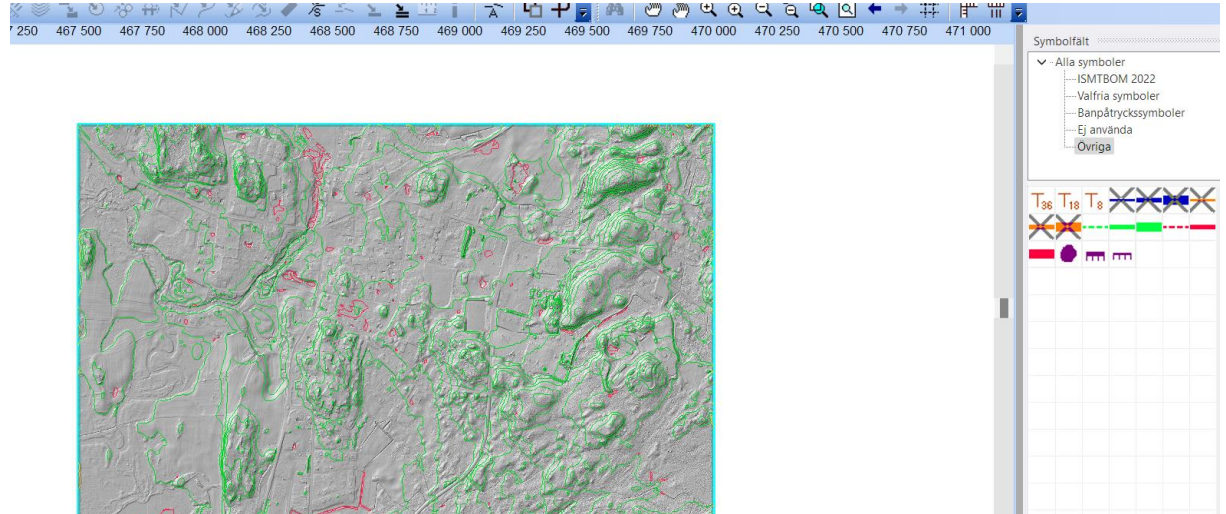 250 467 500 467 750 468 000 468 250 468 500 468 750 469 000 469 250 469 500 469 750 470 000 470 250 470 500 470 750 471 000
Symbolfält
Alla symboler
ISMTBOM 2022
Valfria symboler
Banpåtryckssymboler
Ej använda
Övriga
T36 T18 T8